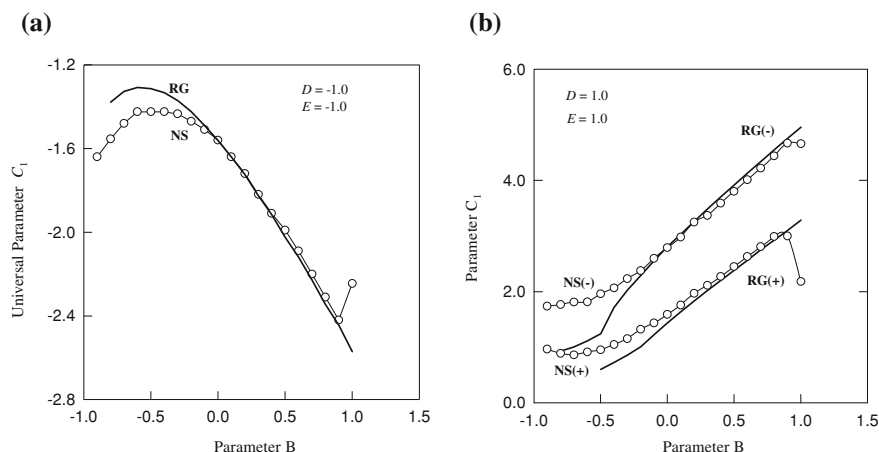 (a)
-1.2
-1.6
-2.0
-2.4
-2.8
Universal Parameter C₁
RG
NS
D = -1.0
E = -1.0
-1.0 -0.5 0.0 0.5 1.0 1.5
Parameter B
(b)
6.0
4.0
2.0
0.0
Parameter C₁
D = 1.0
E = 1.0
RG(-)
NS(-)
RG(+)
NS(+)
-1.0 -0.5 0.0 0.5 1.0 1.5
Parameter B